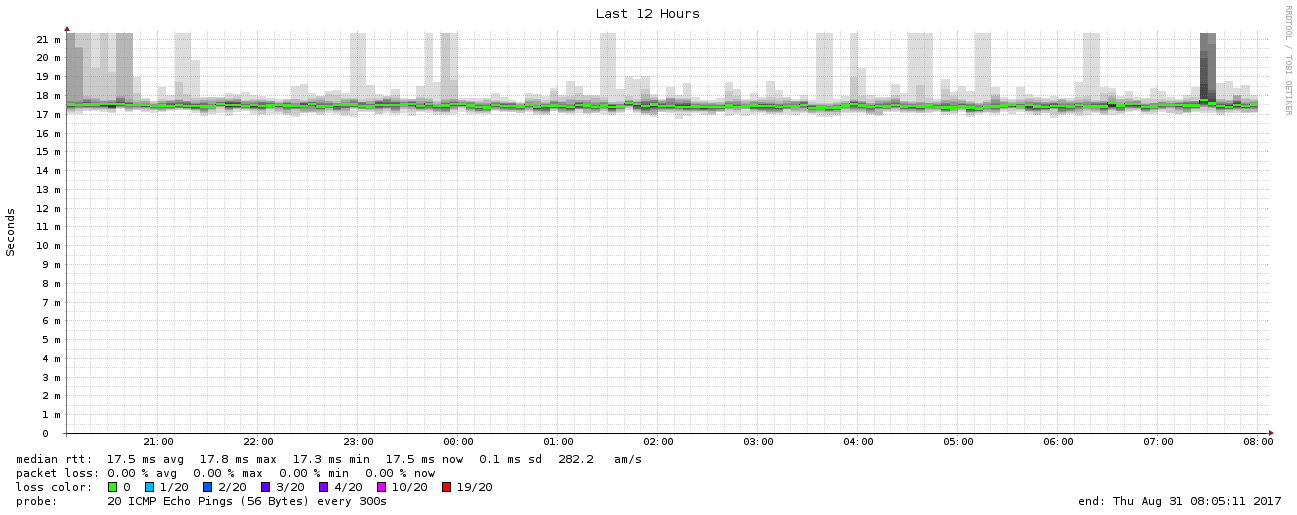 Last 12 Hours
RRDTOOL / TOBI OETIKER
Seconds
21 m
20 m
19 m
18 m
17 m
16 m
15 m
14 m
13 m
12 m
11 m
10 m
9 m
8 m
7 m
6 m
5 m
4 m
3 m
2 m
1 m
0
21:00 22:00 23:00 00:00 01:00 02:00 03:00 04:00 05:00 06:00 07:00 08:00
median rtt: 17.5 ms avg 17.8 ms max 17.3 ms min 17.5 ms now 0.1 ms sd 282.2 am/s
packet loss: 0.00 % avg 0.00 % max 0.00 % min 0.00 % now
loss color: 0 1/20 2/20 3/20 4/20 10/20 19/20
probe: 20 ICMP Echo Pings (56 Bytes) every 300s end: Thu Aug 31 08:05:11 2017